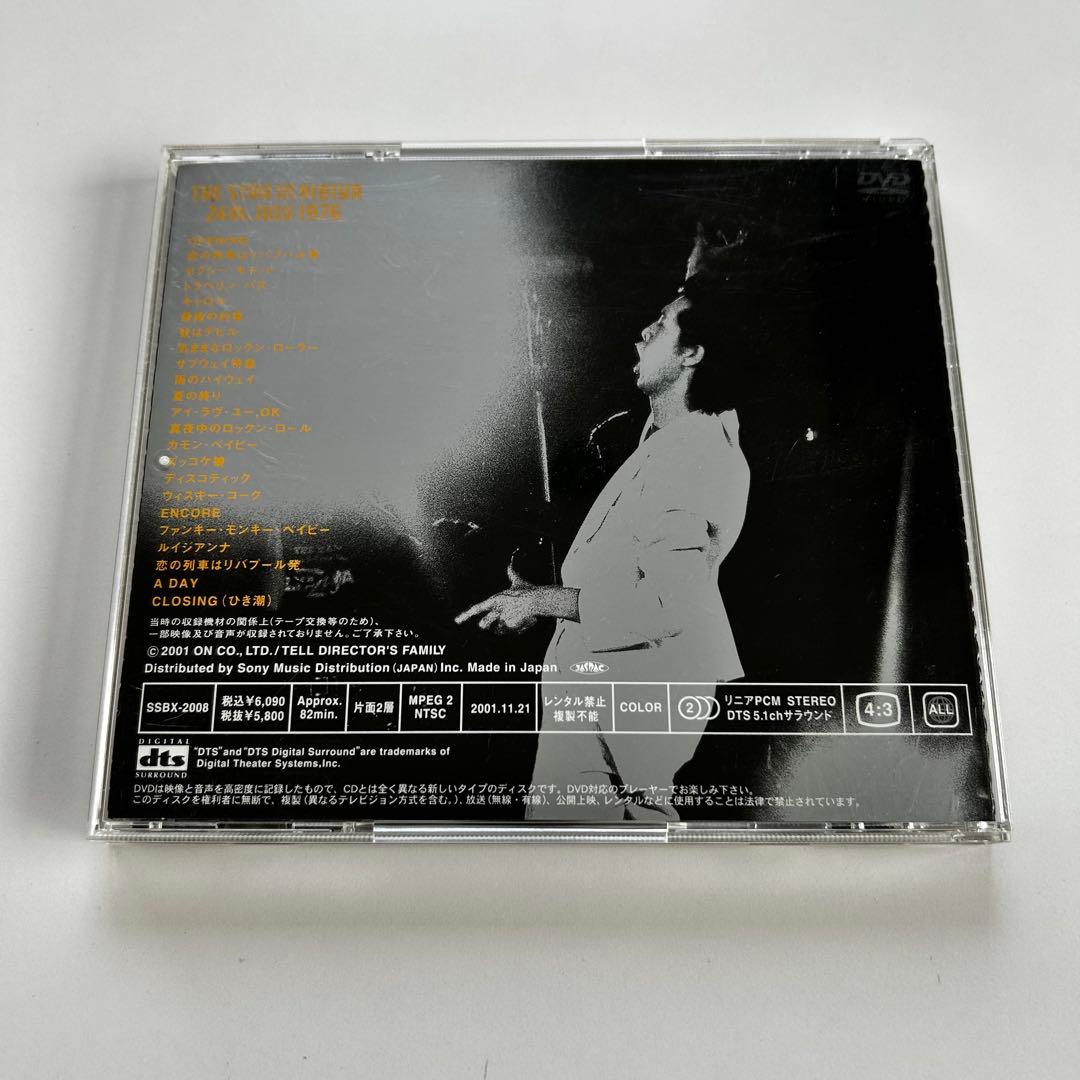 THE STAR IN HIBIYA
24th. JULY 1976
DVD
VIDEO
OPENING
恋の列車はリバプール発
セクシー・キャット
トラベリン・バス
キャロル
最後の約束
妹はデビル
気ままなロックン・ローラー
サブウェイ特急
雨のハイウェイ
夏の終り
アイ・ラヴ・ユー,OK
真夜中のロックン・ロール
カモン・ベイビー
ズッコケ娘
ディスコティック
ウィスキー・コーク
ENCORE
ファンキー・モンキー・ベイビー
ルイジアンナ
恋の列車はリバプール発
A DAY
CLOSING(ひき潮)
当時の収録機材の関係上(テープ交換等のため)、
一部映像及び音声が収録されておりません。ご了承下さい。
©2001 ON CO.,LTD./TELL DIRECTOR'S FAMILY
Distributed by Sony Music Distribution (JAPAN) Inc. Made in Japan JASRAC
SSBX-2008 税込¥6,090 税抜¥5,800 Approx. 82min. 片面2層 MPEG 2 NTSC 2001.11.21 レンタル禁止 複製不能 COLOR 2 リニアPCM STEREO DTS 5.1chサラウンド 4:3 ALL
DIGITAL
dts
SURROUND
"DTS" and "DTS Digital Surround" are trademarks of
Digital Theater Systems,Inc.
DVDは映像と音声を高密度に記録したもので、CDとは全く異なる新しいタイプのディスクです。DVD対応のプレーヤーでお楽しみ下さい。
このディスクを権利者に無断で、複製(異なるテレビジョン方式を含む。)、放送(無線・有線)、公開上映、レンタルなどに使用することは法律で禁止されています。